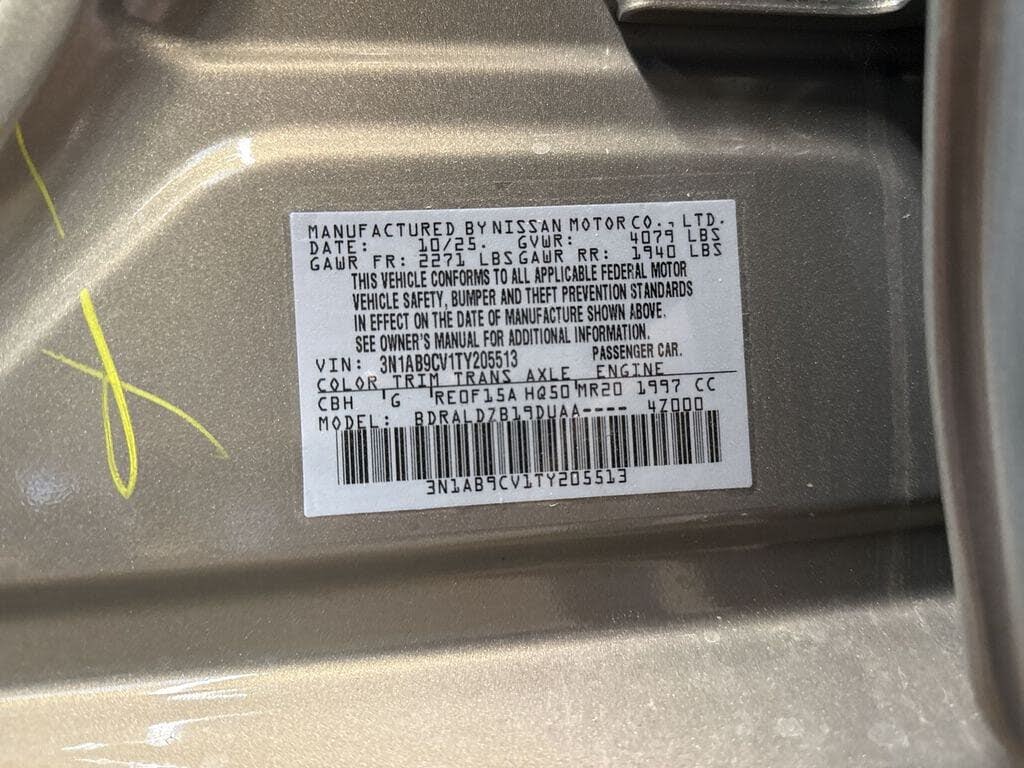 MANUFACTURED BY NISSAN MOTOR CO., LTD.
DATE: 10/25. GVWR: 4079 LBS
GAWR FR: 2271 LBS GAWR RR: 1940 LBS
THIS VEHICLE CONFORMS TO ALL APPLICABLE FEDERAL MOTOR
VEHICLE SAFETY, BUMPER AND THEFT PREVENTION STANDARDS
IN EFFECT ON THE DATE OF MANUFACTURE SHOWN ABOVE.
SEE OWNER'S MANUAL FOR ADDITIONAL INFORMATION.
VIN: 3N1AB9CV1TY205513 PASSENGER CAR.
COLOR TRIM TRANS AXLE ENGINE
CBH G RE0F15A HQ50 MR20 1997 CC
MODEL: BDRALDZB19DUAA---- 4Z000
3N1AB9CV1TY205513